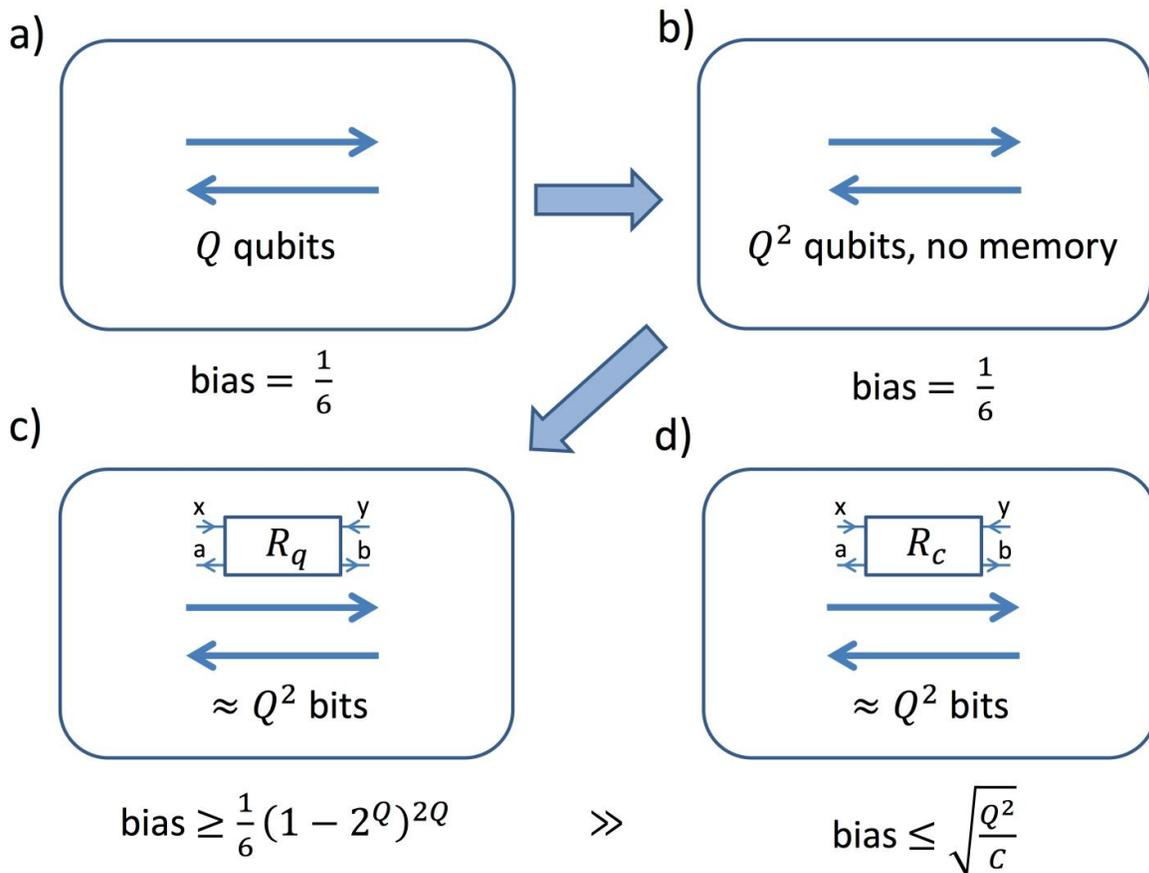 a)
b)
Q qubits
Q² qubits, no memory
bias = 1/6
bias = 1/6
c)
d)
x y
a R_q b
x y
a R_c b
≈ Q² bits
≈ Q² bits
bias ≥ 1/6 (1 − 2^Q)^{2Q} ≫ bias ≤ √(Q²/C)